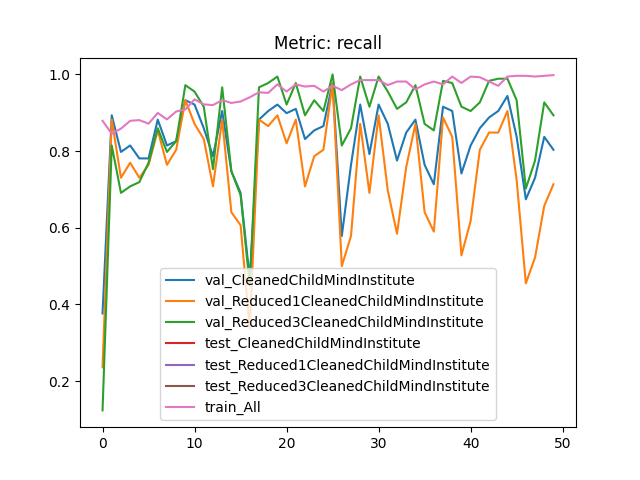 Metric: recall
1.0
0.8
0.6
0.4
0.2
val_CleanedChildMindInstitute
val_Reduced1CleanedChildMindInstitute
val_Reduced3CleanedChildMindInstitute
test_CleanedChildMindInstitute
test_Reduced1CleanedChildMindInstitute
test_Reduced3CleanedChildMindInstitute
train_All
0 10 20 30 40 50